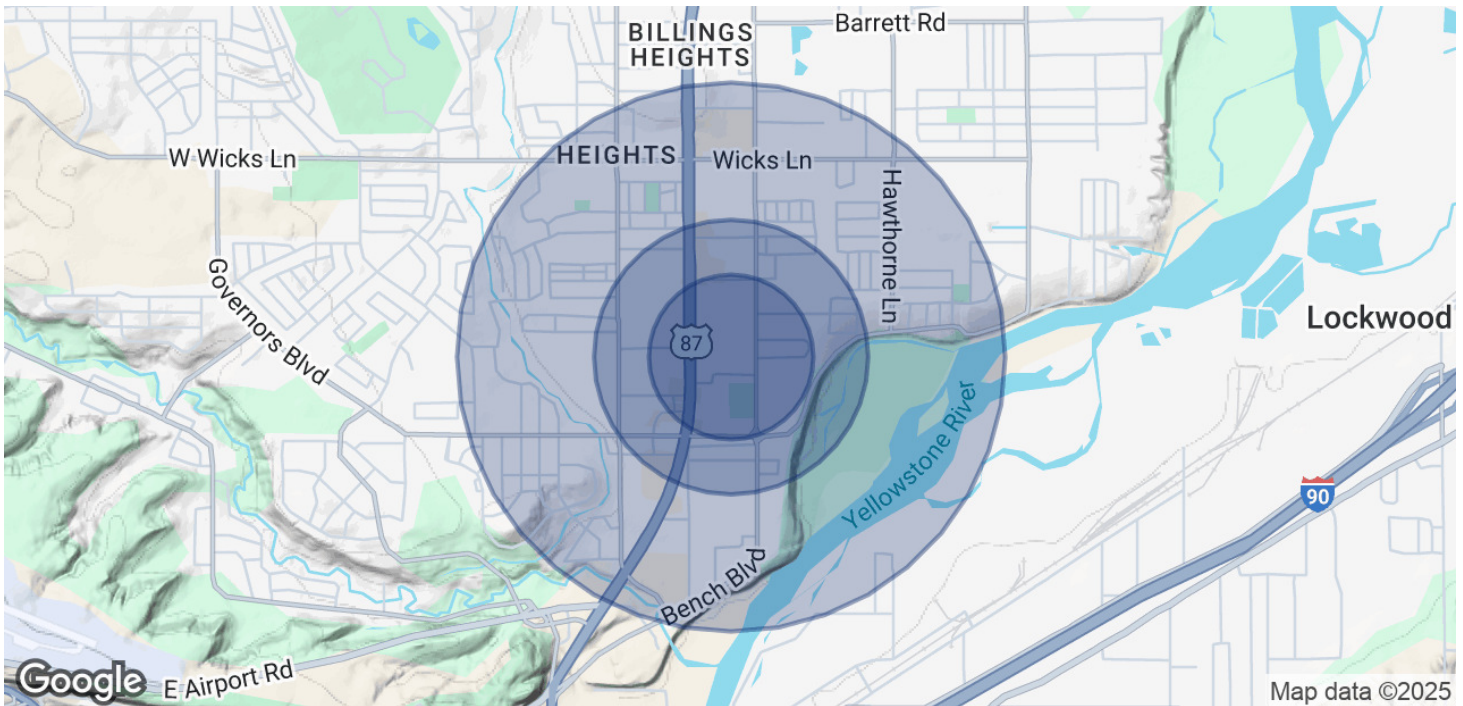 Barrett Rd
BILLINGS
HEIGHTS
W Wicks Ln
HEIGHTS
Wicks Ln
Hawthorne Ln
Governors Blvd
87
Lockwood
Yellowstone River
90
Bench Blvd
E Airport Rd
Google
Map data ©2025